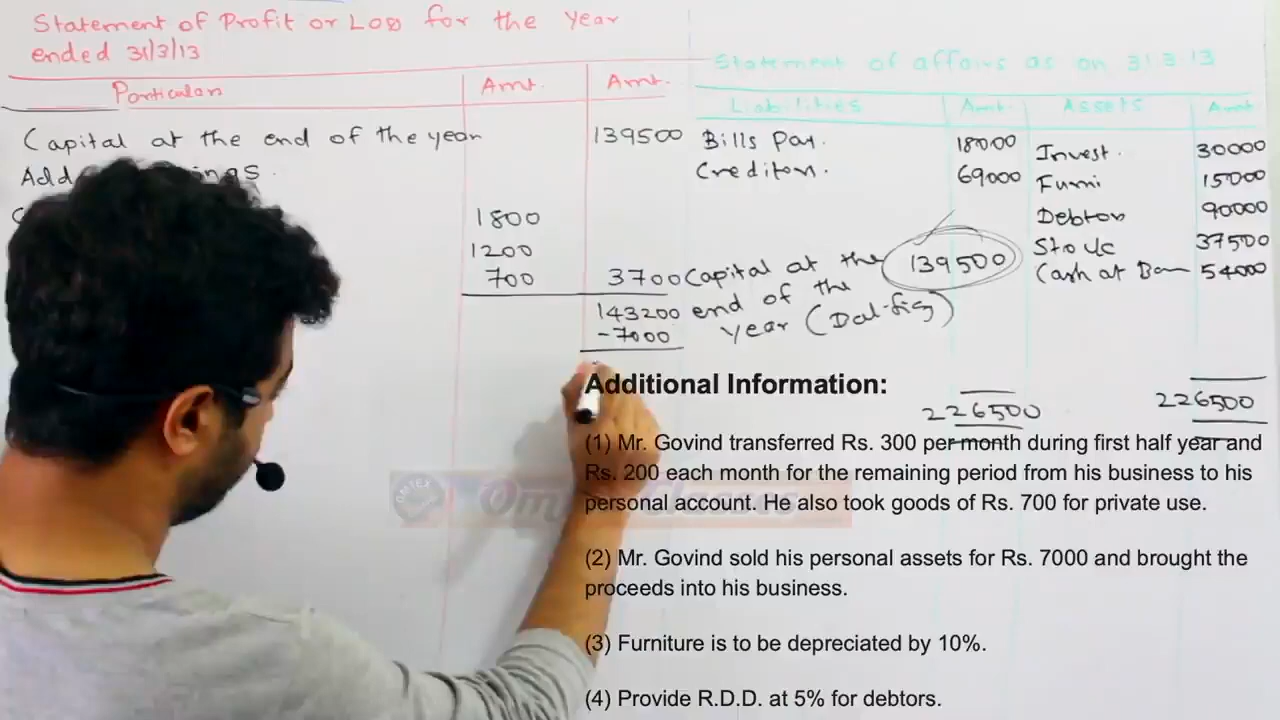 Statement of Profit or Loss for the Year
ended 31/3/13
Particulars Amt. Amt.
Capital at the end of the year 139500
Add
1800
1200
700 3700
143200
-7000
Statement of affairs as on 31.3.13
Liabilities Amt. Assets Amt
Bills Pay. 18000 Invest. 30000
Creditors. 69000 Furni 15000
Debtors 90000
Capital at the 139500 Stock 37500
end of the Cash at Ban 54000
year (Bal-fig)
226500 226500
Additional Information:
(1) Mr. Govind transferred Rs. 300 per month during first half year and
Rs. 200 each month for the remaining period from his business to his
personal account. He also took goods of Rs. 700 for private use.
(2) Mr. Govind sold his personal assets for Rs. 7000 and brought the
proceeds into his business.
(3) Furniture is to be depreciated by 10%.
(4) Provide R.D.D. at 5% for debtors.